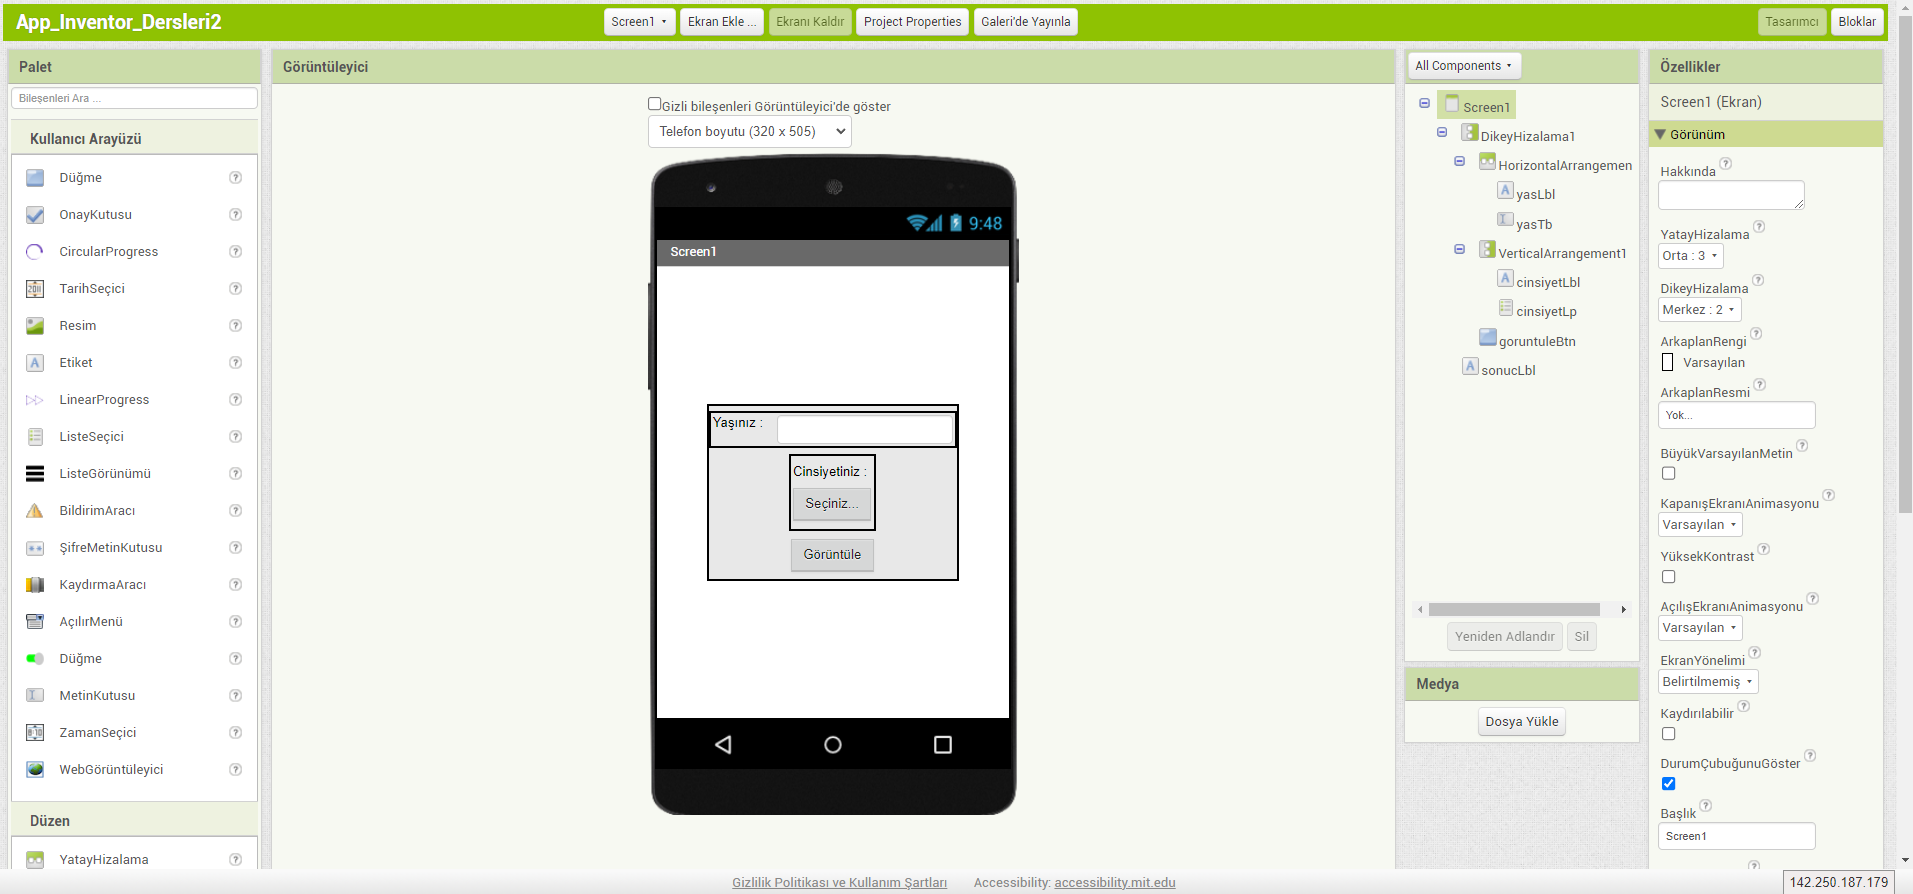 App_Inventor_Dersleri2
Screen1
Ekran Ekle ...
Ekranı Kaldır
Project Properties
Galeri'de Yayınla
Tasarımcı
Bloklar
Palet
Bileşenleri Ara ...
Kullanıcı Arayüzü
Düğme
OnayKutusu
CircularProgress
TarihSeçici
Resim
Etiket
LinearProgress
ListeSeçici
ListeGörünümü
BildirimAracı
ŞifreMetinKutusu
KaydırmaAracı
AçılırMenü
Düğme
MetinKutusu
ZamanSeçici
WebGörüntüleyici
Düzen
YatayHizalama
Görüntüleyici
Gizli bileşenleri Görüntüleyici'de göster
Telefon boyutu (320 x 505)
9:48
Screen1
Yaşınız :
Cinsiyetiniz :
Seçiniz...
Görüntüle
All Components
Screen1
DikeyHizalama1
HorizontalArrangemen
yasLbl
yasTb
VerticalArrangement1
cinsiyetLbl
cinsiyetLp
goruntuleBtn
sonucLbl
Yeniden Adlandır
Sil
Medya
Dosya Yükle
Özellikler
Screen1 (Ekran)
Görünüm
Hakkında
YatayHizalama
Orta : 3
DikeyHizalama
Merkez : 2
ArkaplanRengi
Varsayılan
ArkaplanResmi
Yok...
BüyükVarsayılanMetin
KapanışEkranıAnimasyonu
Varsayılan
YüksekKontrast
AçılışEkranıAnimasyonu
Varsayılan
EkranYönelimi
Belirtilmemiş
Kaydırılabilir
DurumÇubuğunuGöster
Başlık
Screen1
Gizlilik Politikası ve Kullanım Şartları
Accessibility: accessibility.mit.edu
142.250.187.179